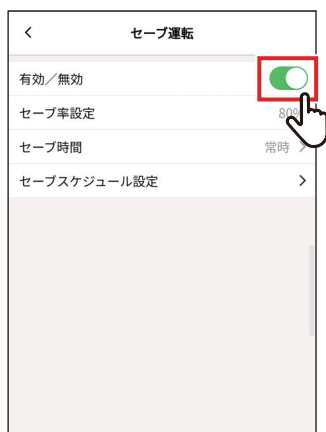 セーブ運転
有効／無効
セーブ率設定 80%
セーブ時間 常時
セーブスケジュール設定